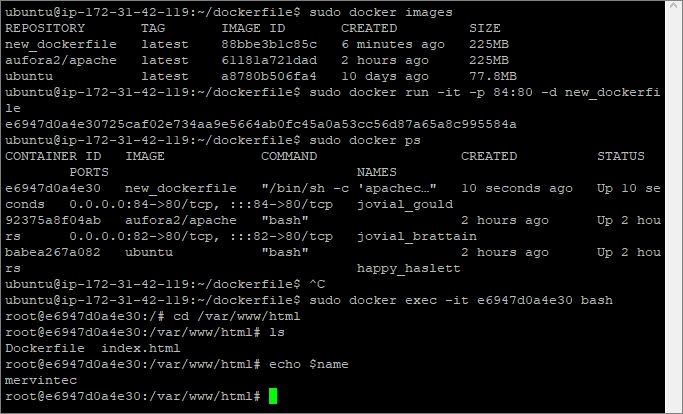 ubuntu@ip-172-31-42-119:~/dockerfile$ sudo docker images
REPOSITORY       TAG       IMAGE ID       CREATED         SIZE
new_dockerfile   latest    88bbe3b1c85c   6 minutes ago   225MB
aufora2/apache   latest    61181a721dad   2 hours ago     225MB
ubuntu           latest    a8780b506fa4   10 days ago     77.8MB
ubuntu@ip-172-31-42-119:~/dockerfile$ sudo docker run -it -p 84:80 -d new_dockerfi
le
e6947d0a4e30725caf02e734aa9e5664ab0fc45a0a53cc56d87a65a8c995584a
ubuntu@ip-172-31-42-119:~/dockerfile$ sudo docker ps
CONTAINER ID   IMAGE            COMMAND                  CREATED          STATUS
        PORTS                                NAMES
e6947d0a4e30   new_dockerfile   "/bin/sh -c 'apachec…"   10 seconds ago   Up 10 se
conds   0.0.0.0:84->80/tcp, :::84->80/tcp   jovial_gould
92375a8f04ab   aufora2/apache   "bash"                   2 hours ago      Up 2 hou
rs      0.0.0.0:82->80/tcp, :::82->80/tcp   jovial_brattain
babea267a082   ubuntu           "bash"                   2 hours ago      Up 2 hou
rs                                           happy_haslett
ubuntu@ip-172-31-42-119:~/dockerfile$ ^C
ubuntu@ip-172-31-42-119:~/dockerfile$ sudo docker exec -it e6947d0a4e30 bash
root@e6947d0a4e30:/# cd /var/www/html
root@e6947d0a4e30:/var/www/html# ls
Dockerfile  index.html
root@e6947d0a4e30:/var/www/html# echo $name
mervintec
root@e6947d0a4e30:/var/www/html#